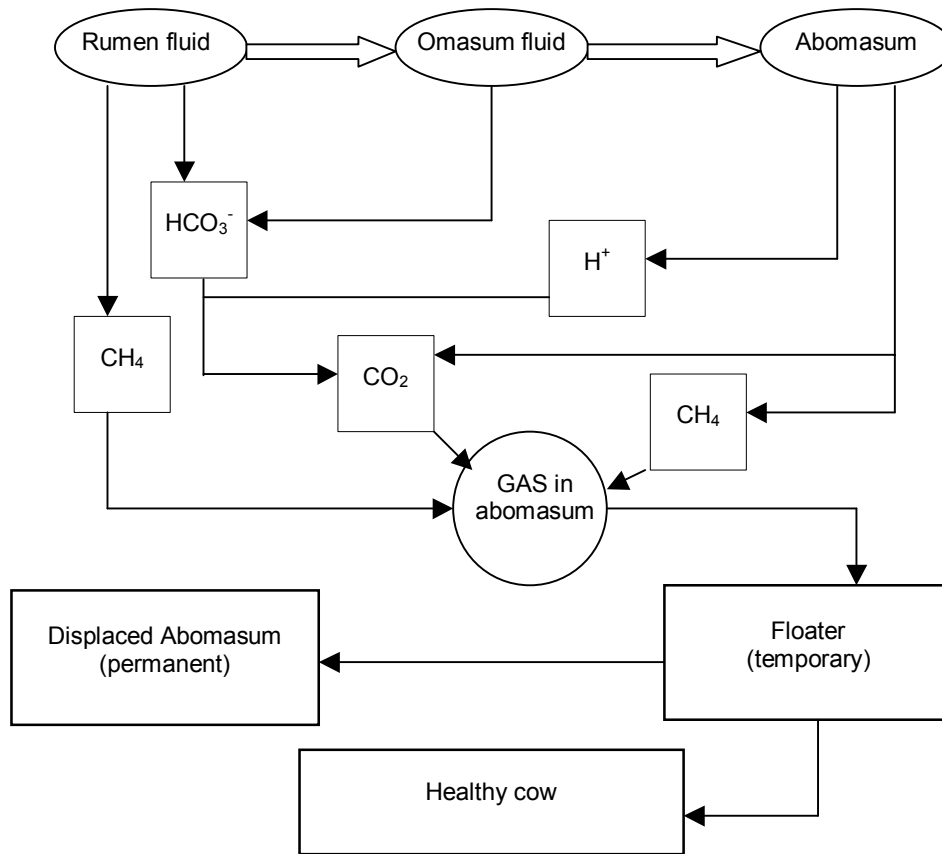 Rumen fluid
Omasum fluid
Abomasum
HCO₃⁻
H⁺
CH₄
CO₂
CH₄
GAS in
abomasum
Displaced Abomasum
(permanent)
Floater
(temporary)
Healthy cow